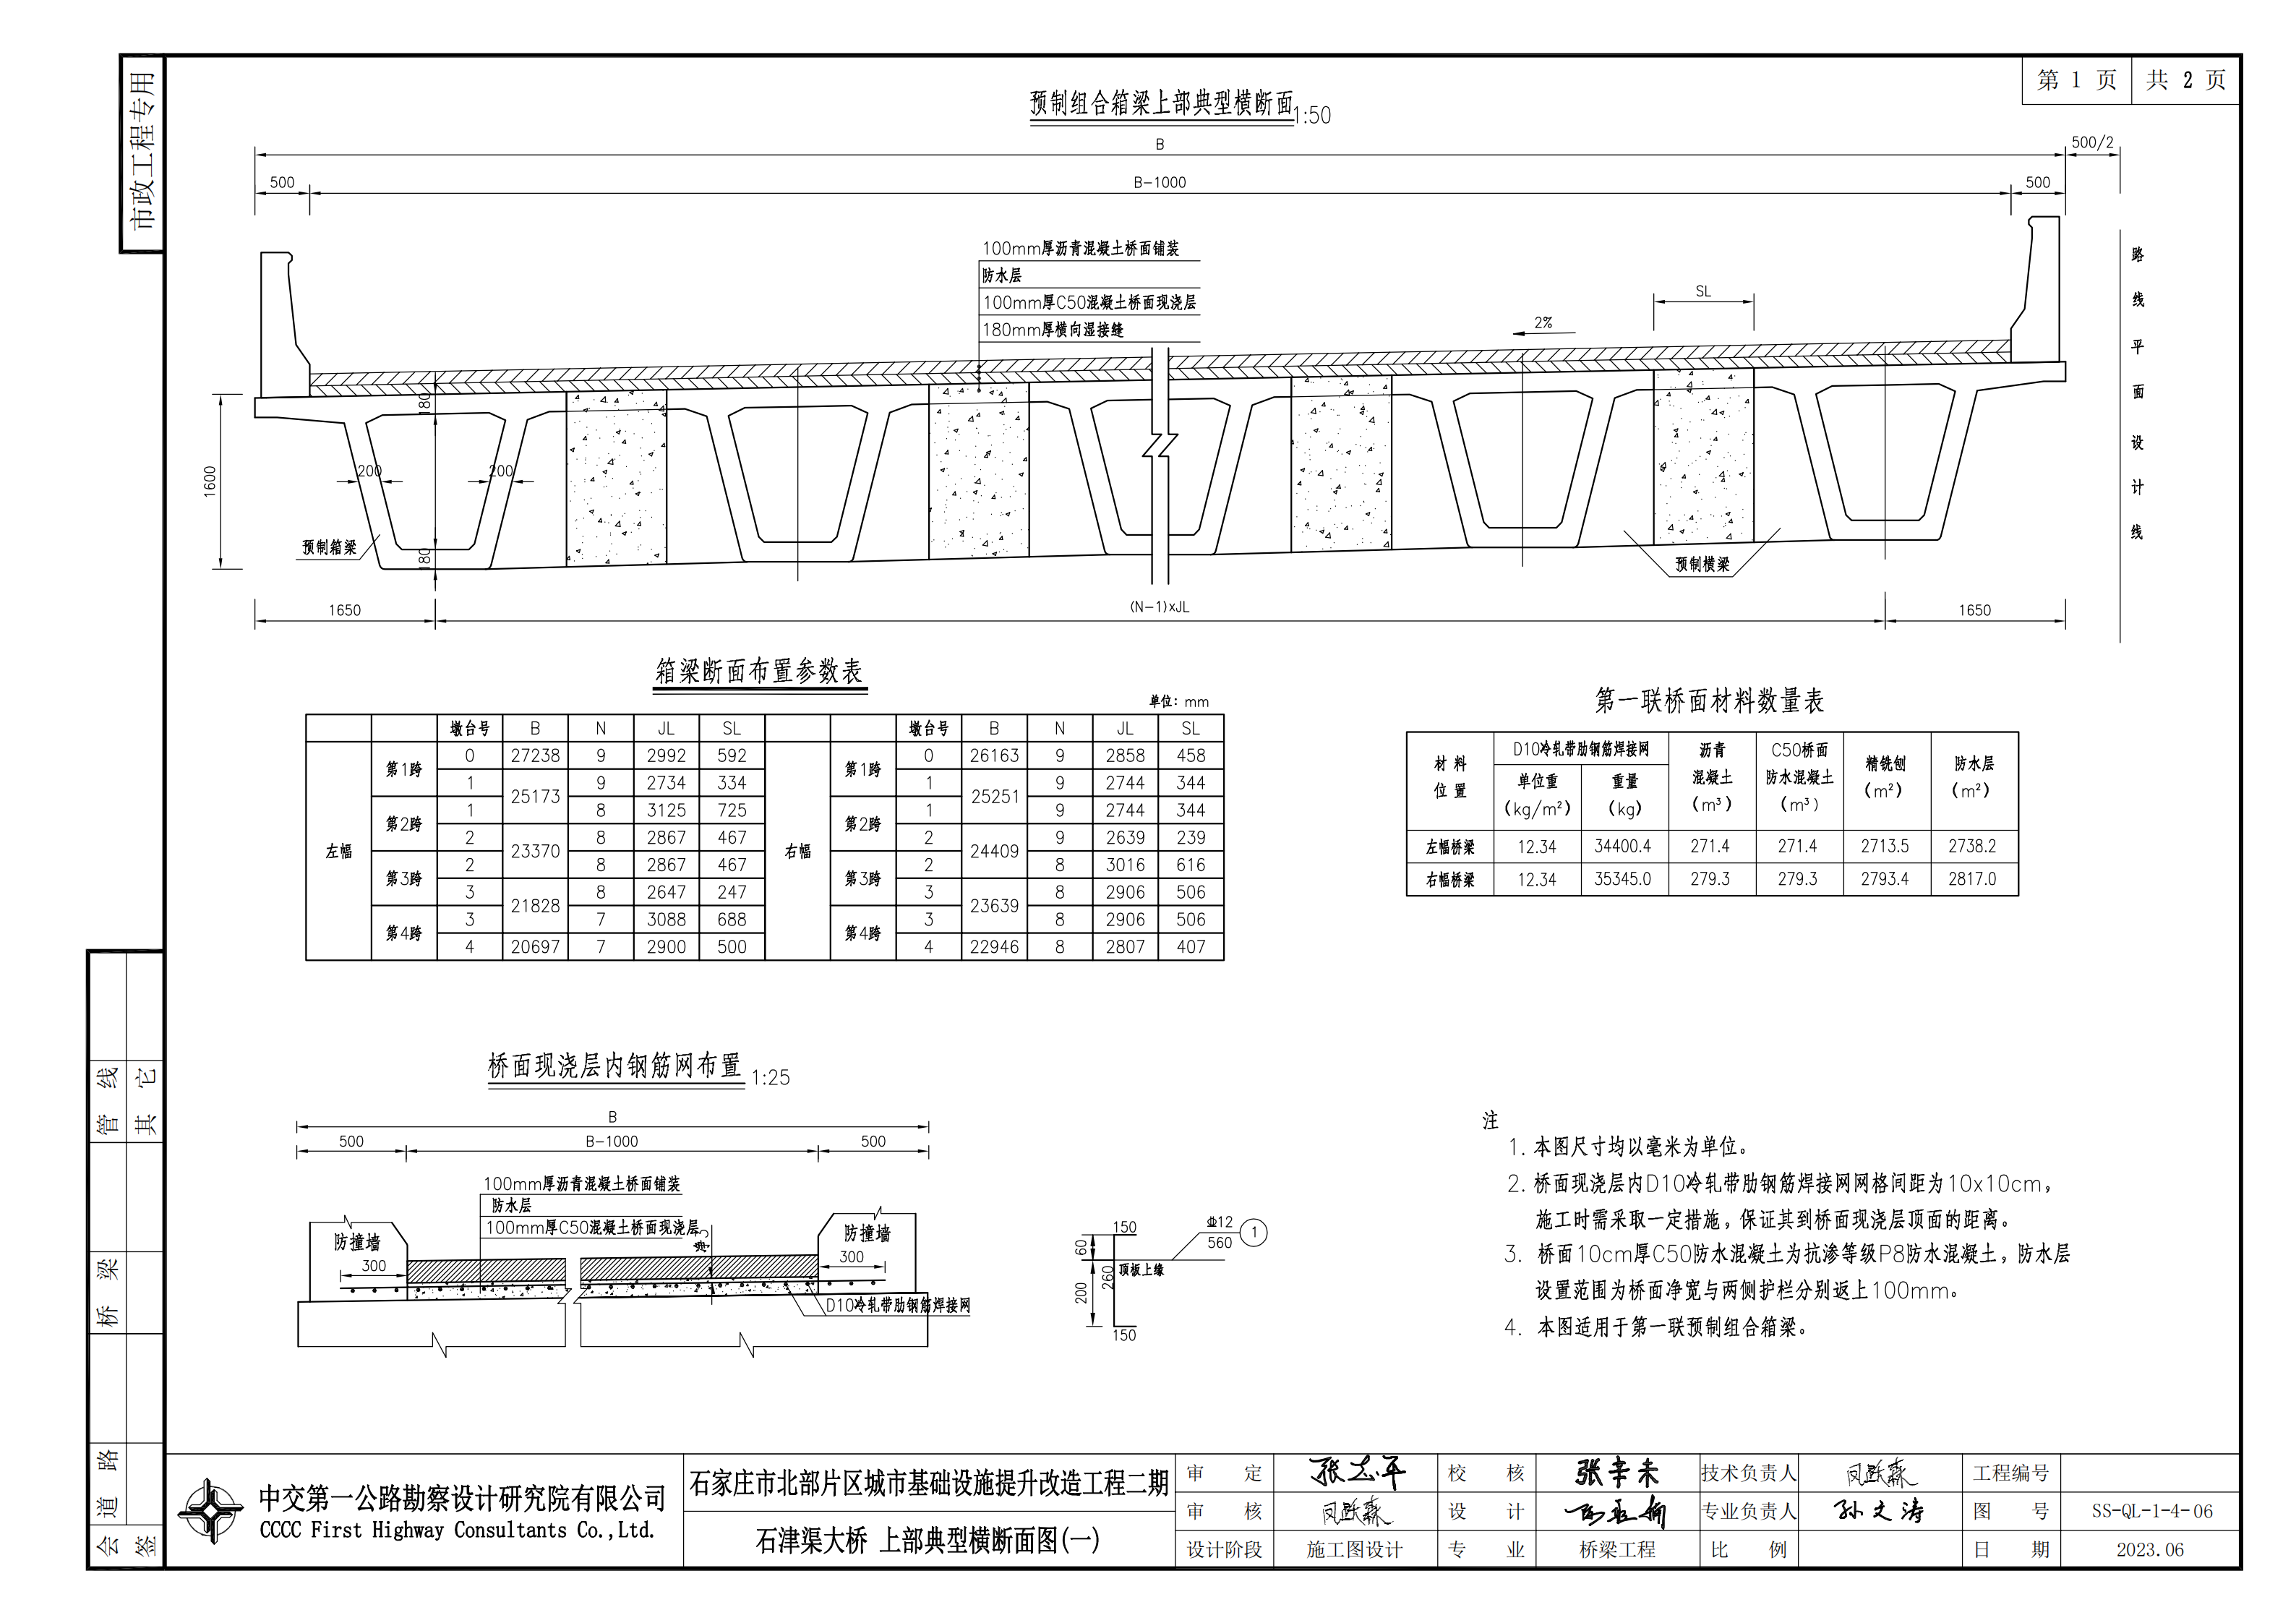 市政工程专用
第 1 页 共 2 页
预制组合箱梁上部典型横断面 1:50
B 500/2
500 B-1000 500
100mm厚沥青混凝土桥面铺装
防水层
100mm厚C50混凝土桥面现浇层
180mm厚横向湿接缝
SL
2%
路线平面设计线
180
200 200
1600
180
预制箱梁
预制横梁
1650 (N-1)xJL 1650
箱梁断面布置参数表
单位: mm
墩台号 B N JL SL 墩台号 B N JL SL
左幅 第1跨 0 27238 9 2992 592 右幅 第1跨 0 26163 9 2858 458
1 25173 9 2734 334 1 25251 9 2744 344
第2跨 1 8 3125 725 第2跨 1 9 2744 344
2 23370 8 2867 467 2 24409 9 2639 239
第3跨 2 8 2867 467 第3跨 2 8 3016 616
3 21828 8 2647 247 3 23639 8 2906 506
第4跨 3 7 3088 688 第4跨 3 8 2906 506
4 20697 7 2900 500 4 22946 8 2807 407
第一联桥面材料数量表
材料位置 D10冷轧带肋钢筋焊接网 单位重 (kg/m²) 重量 (kg) 沥青混凝土 (m³) C50桥面防水混凝土 (m³) 精铣刨 (m²) 防水层 (m²)
左幅桥梁 12.34 34400.4 271.4 271.4 2713.5 2738.2
右幅桥梁 12.34 35345.0 279.3 279.3 2793.4 2817.0
桥面现浇层内钢筋网布置 1:25
B
500 B-1000 500
100mm厚沥青混凝土桥面铺装
防水层
100mm厚C50混凝土桥面现浇层
防撞墙 防撞墙
300 300
D10冷轧带肋钢筋焊接网
150
60
200
260
顶板上缘
150
12
560
1
注
1. 本图尺寸均以毫米为单位。
2. 桥面现浇层内D10冷轧带肋钢筋焊接网网格间距为10x10cm,
施工时需采取一定措施, 保证其到桥面现浇层顶面的距离。
3. 桥面10cm厚C50防水混凝土为抗渗等级P8防水混凝土, 防水层
设置范围为桥面净宽与两侧护栏分别返上100mm。
4. 本图适用于第一联预制组合箱梁。
管线 其它
桥梁
道路
会签
中交第一公路勘察设计研究院有限公司
CCCC First Highway Consultants Co.,Ltd.
石家庄市北部片区城市基础设施提升改造工程二期
石津渠大桥 上部典型横断面图(一)
审 定 张志平 校 核 张辛未 技术负责人 工程编号
审 核 设 计 专业负责人 孙文涛 图 号 SS-QL-1-4-06
设计阶段 施工图设计 专 业 桥梁工程 比 例 日 期 2023.06